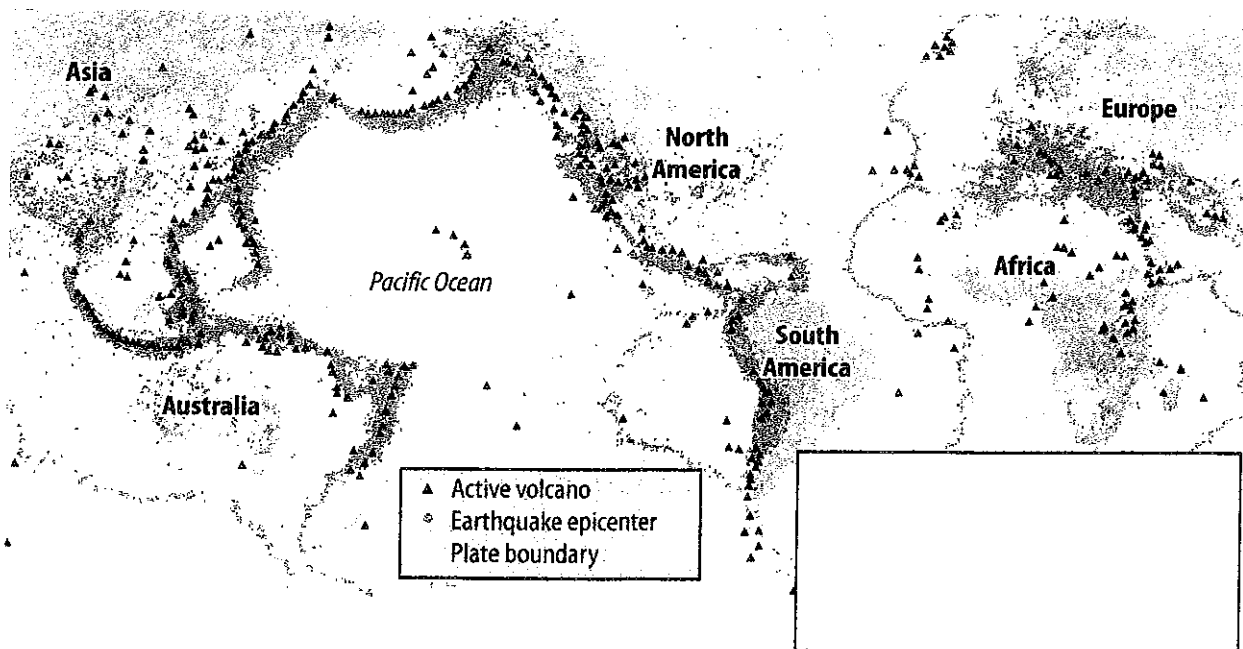 Asia
North
America
Europe
Pacific Ocean
Africa
South
America
Australia
Active volcano
Earthquake epicenter
Plate boundary